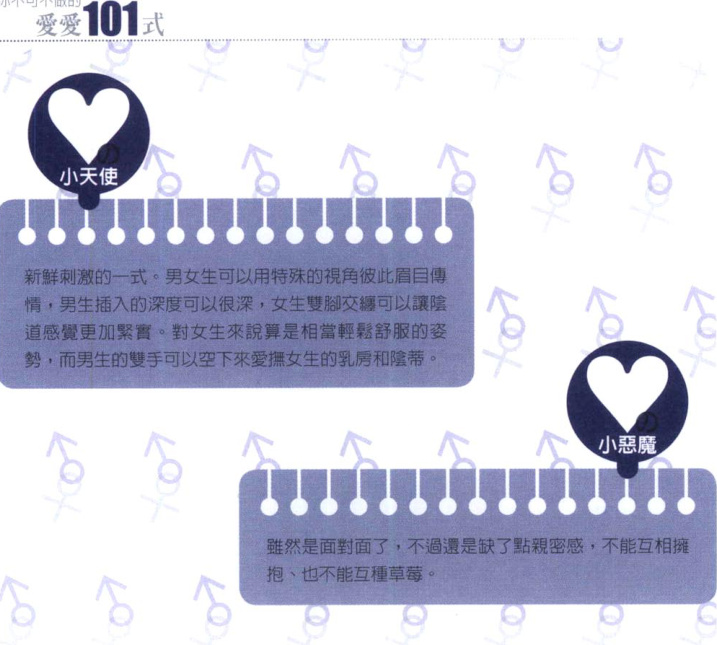 你不可不做的
愛愛101式
の
小天使
新鮮刺激的一式。男女生可以用特殊的視角彼此眉目傳
情，男生插入的深度可以很深，女生雙腳交纏可以讓陰
道感覺更加緊實。對女生來說算是相當輕鬆舒服的姿
勢，而男生的雙手可以空下來愛撫女生的乳房和陰蒂。
の
小惡魔
雖然是面對面了，不過還是缺了點親密感，不能互相擁
抱、也不能互種草莓。